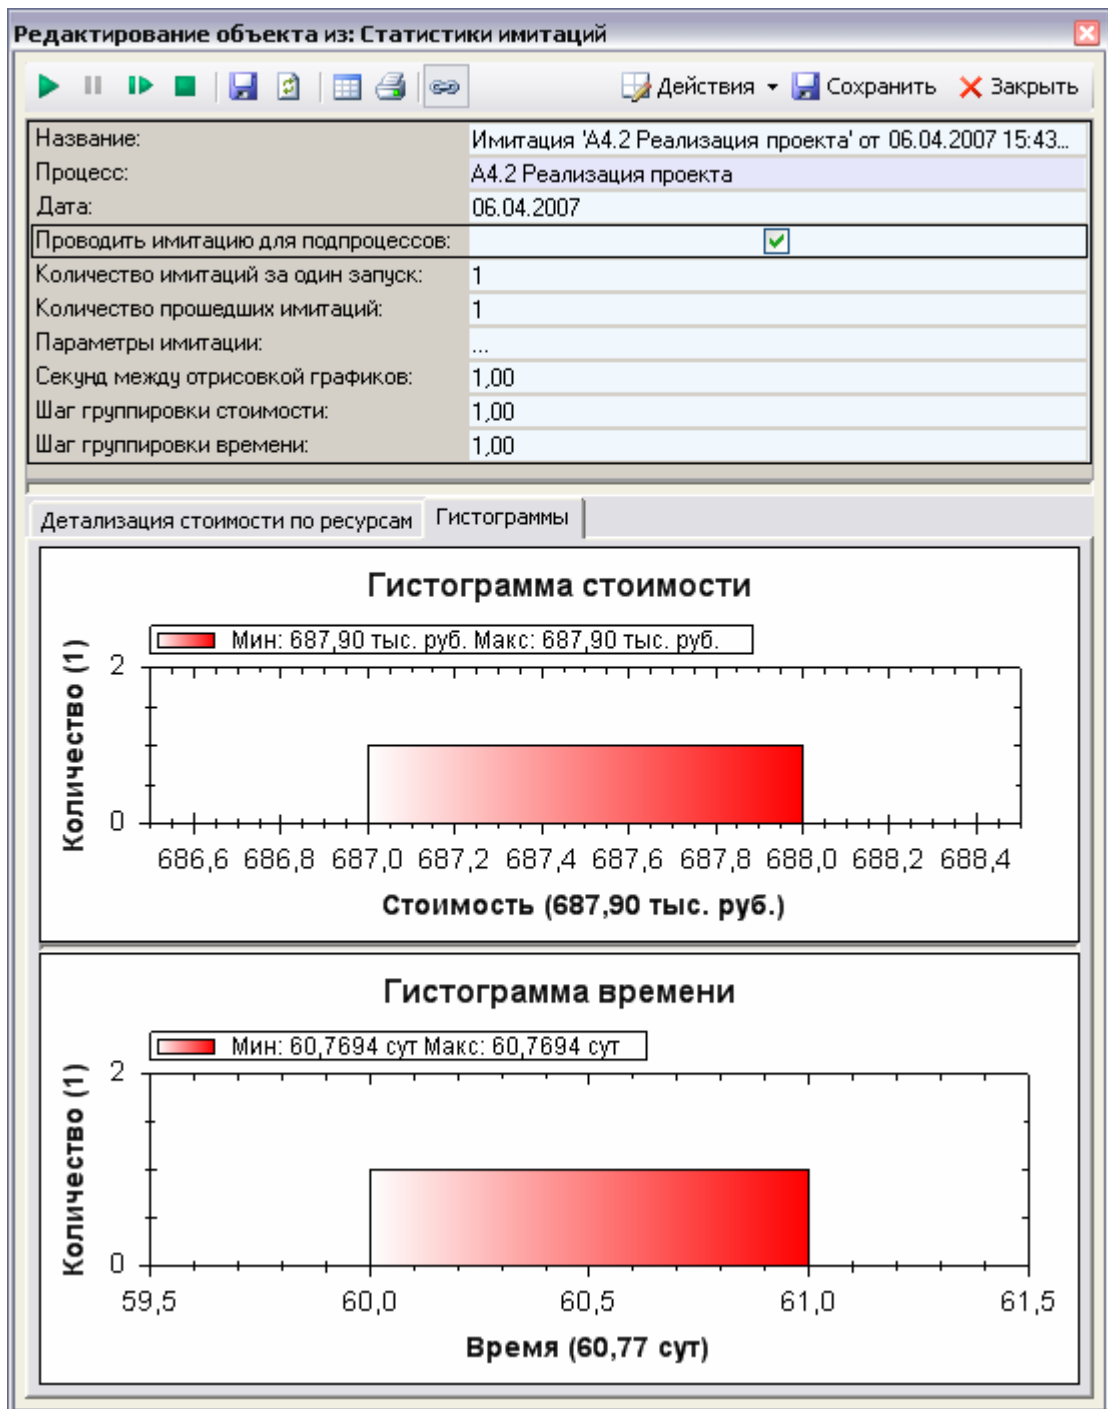 Редактирование объекта из: Статистики имитаций
Действия Сохранить Закрыть
Название: Имитация 'А4.2 Реализация проекта' от 06.04.2007 15:43...
Процесс: А4.2 Реализация проекта
Дата: 06.04.2007
Проводить имитацию для подпроцессов:
Количество имитаций за один запуск: 1
Количество прошедших имитаций: 1
Параметры имитации: ...
Секунд между отрисовкой графиков: 1,00
Шаг группировки стоимости: 1,00
Шаг группировки времени: 1,00
Детализация стоимости по ресурсам Гистограммы
Гистограмма стоимости
Мин: 687,90 тыс. руб. Макс: 687,90 тыс. руб.
Количество (1)
2
0
686,6 686,8 687,0 687,2 687,4 687,6 687,8 688,0 688,2 688,4
Стоимость (687,90 тыс. руб.)
Гистограмма времени
Мин: 60,7694 сут Макс: 60,7694 сут
Количество (1)
2
0
59,5 60,0 60,5 61,0 61,5
Время (60,77 сут)